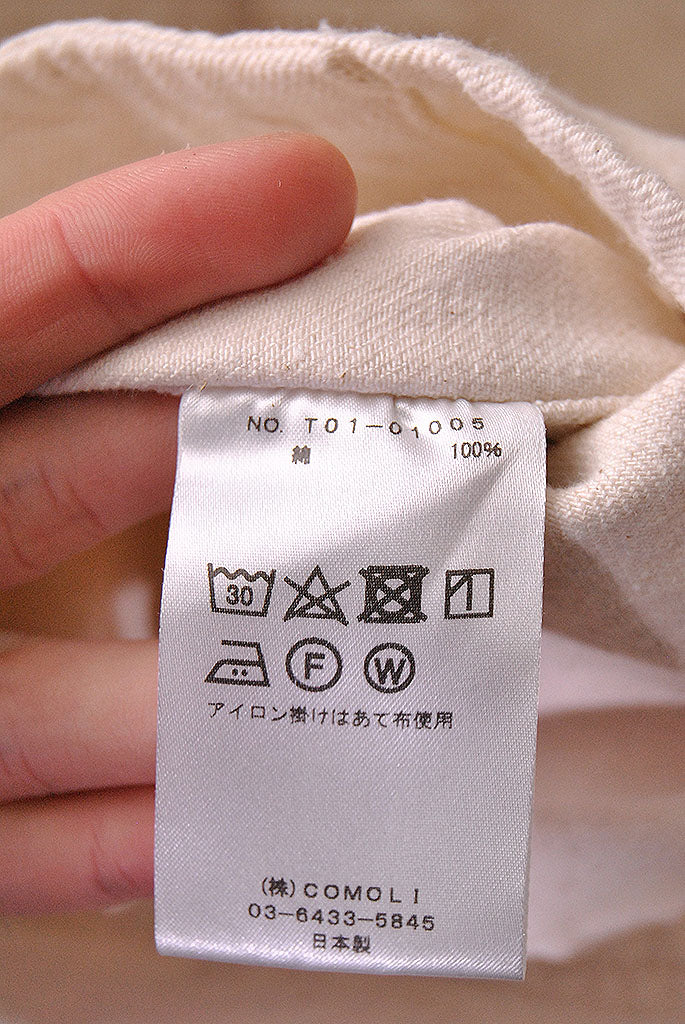 NO. T01-01005
綿 100%
30
F W
アイロン掛けはあて布使用
(株)COMOLI
03-6433-5845
日本製